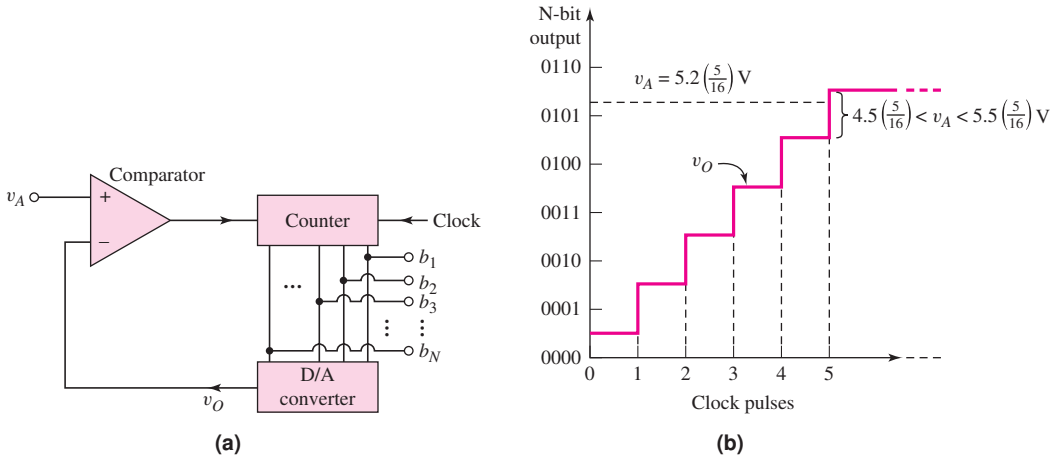 v_A
Comparator
+
−
Counter
Clock
...
b_1
b_2
b_3
⋮ ⋮
b_N
D/A
converter
v_O
(a)
N-bit
output
0110
0101
0100
0011
0010
0001
0000
v_A = 5.2 (5/16) V
4.5 (5/16) < v_A < 5.5 (5/16) V
v_O
0 1 2 3 4 5
Clock pulses
(b)